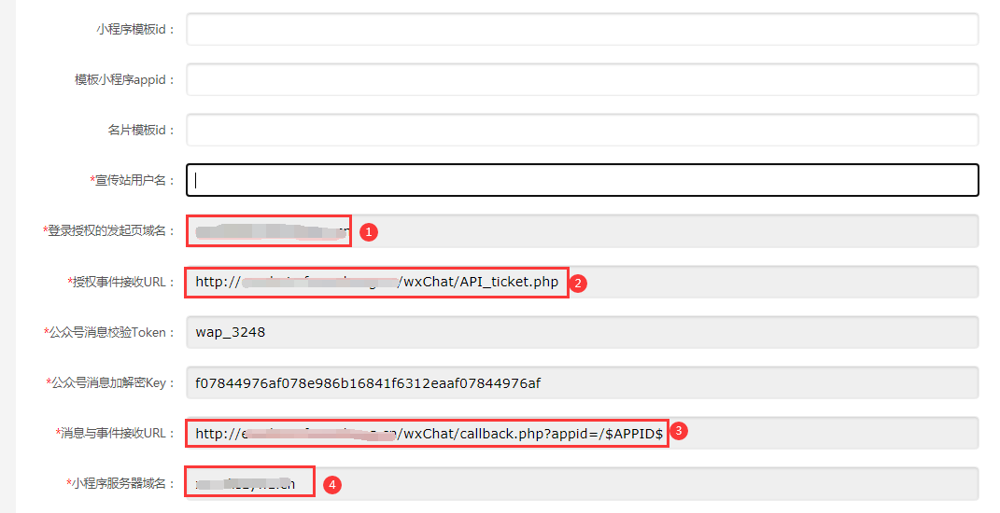 小程序模板id：
模板小程序appid：
名片模板id：
*宣传站用户名：
*登录授权的发起页域名： 1
*授权事件接收URL： http:// /wxChat/API_ticket.php 2
*公众号消息校验Token： wap_3248
*公众号消息加解密Key： f07844976af078e986b16841f6312eaaf07844976af
*消息与事件接收URL： http:// /wxChat/callback.php?appid=/$APPID$ 3
*小程序服务器域名： 4